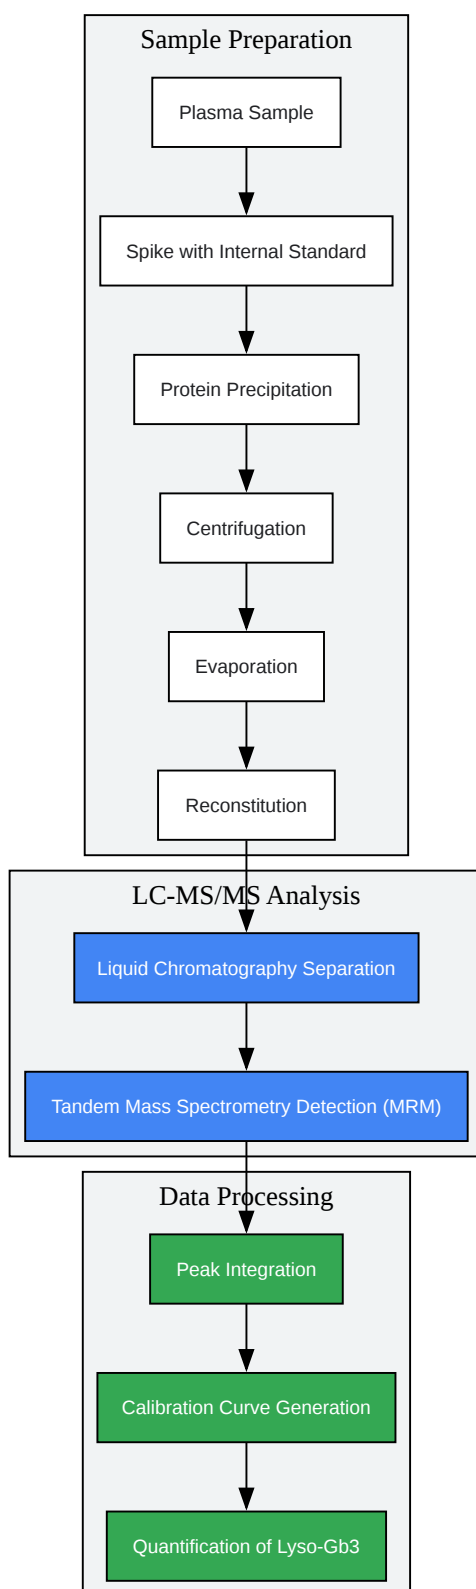 Sample Preparation
Plasma Sample
Spike with Internal Standard
Protein Precipitation
Centrifugation
Evaporation
Reconstitution
LC-MS/MS Analysis
Liquid Chromatography Separation
Tandem Mass Spectrometry Detection (MRM)
Data Processing
Peak Integration
Calibration Curve Generation
Quantification of Lyso-Gb3